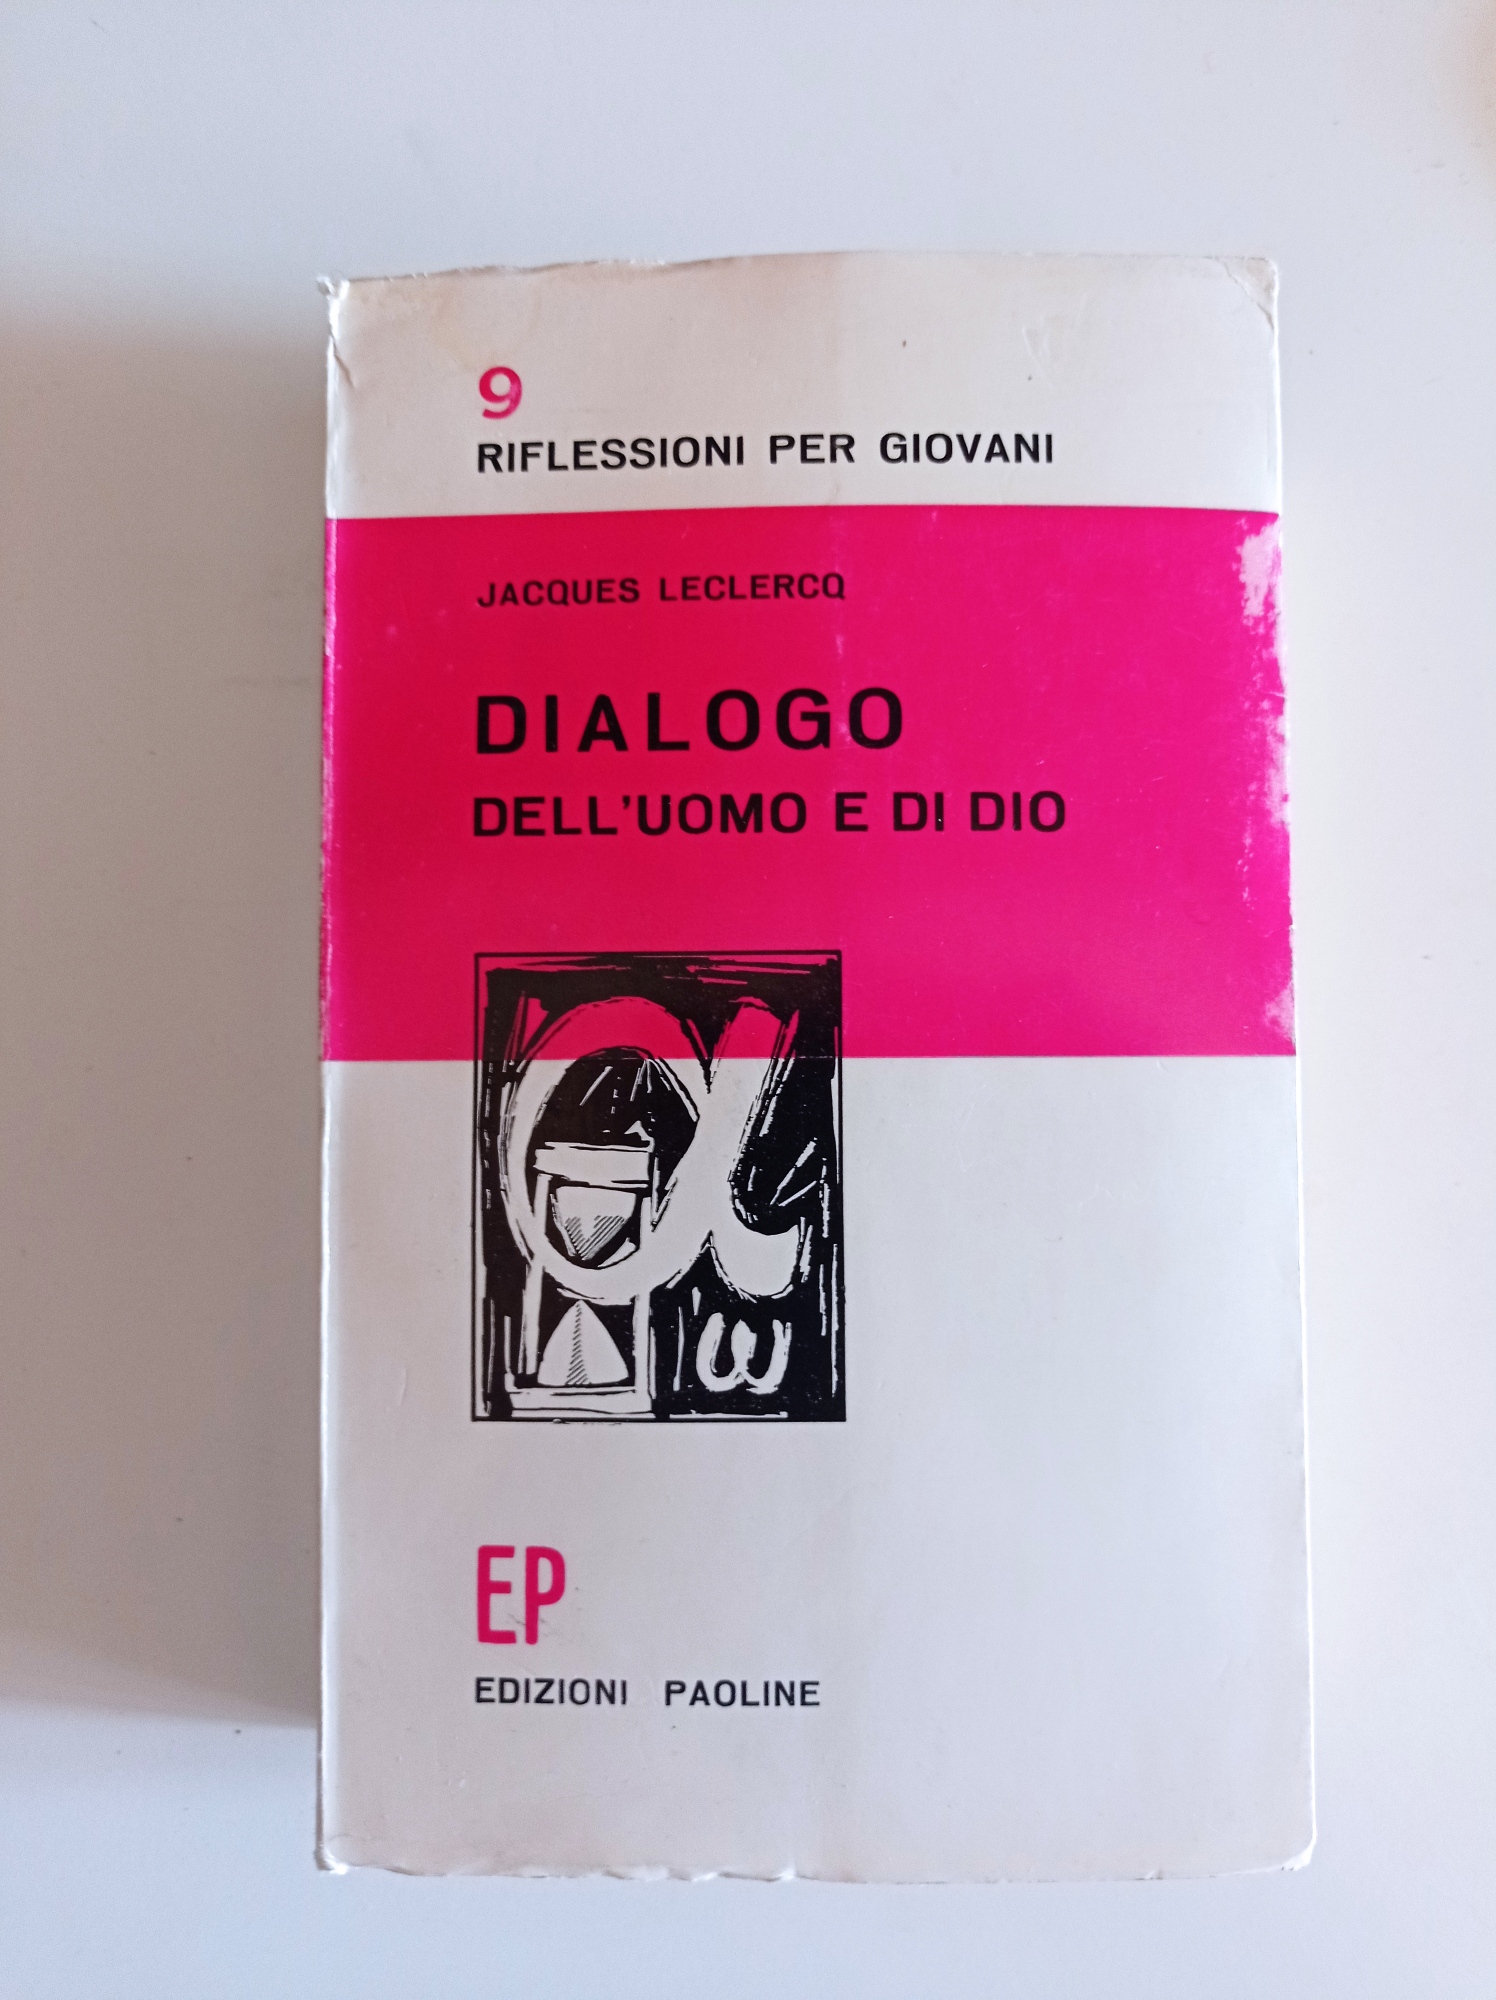 9
RIFLESSIONI PER GIOVANI
JACQUES LECLERCQ
DIALOGO
DELL'UOMO E DI DIO
α
ω
EP
EDIZIONI PAOLINE